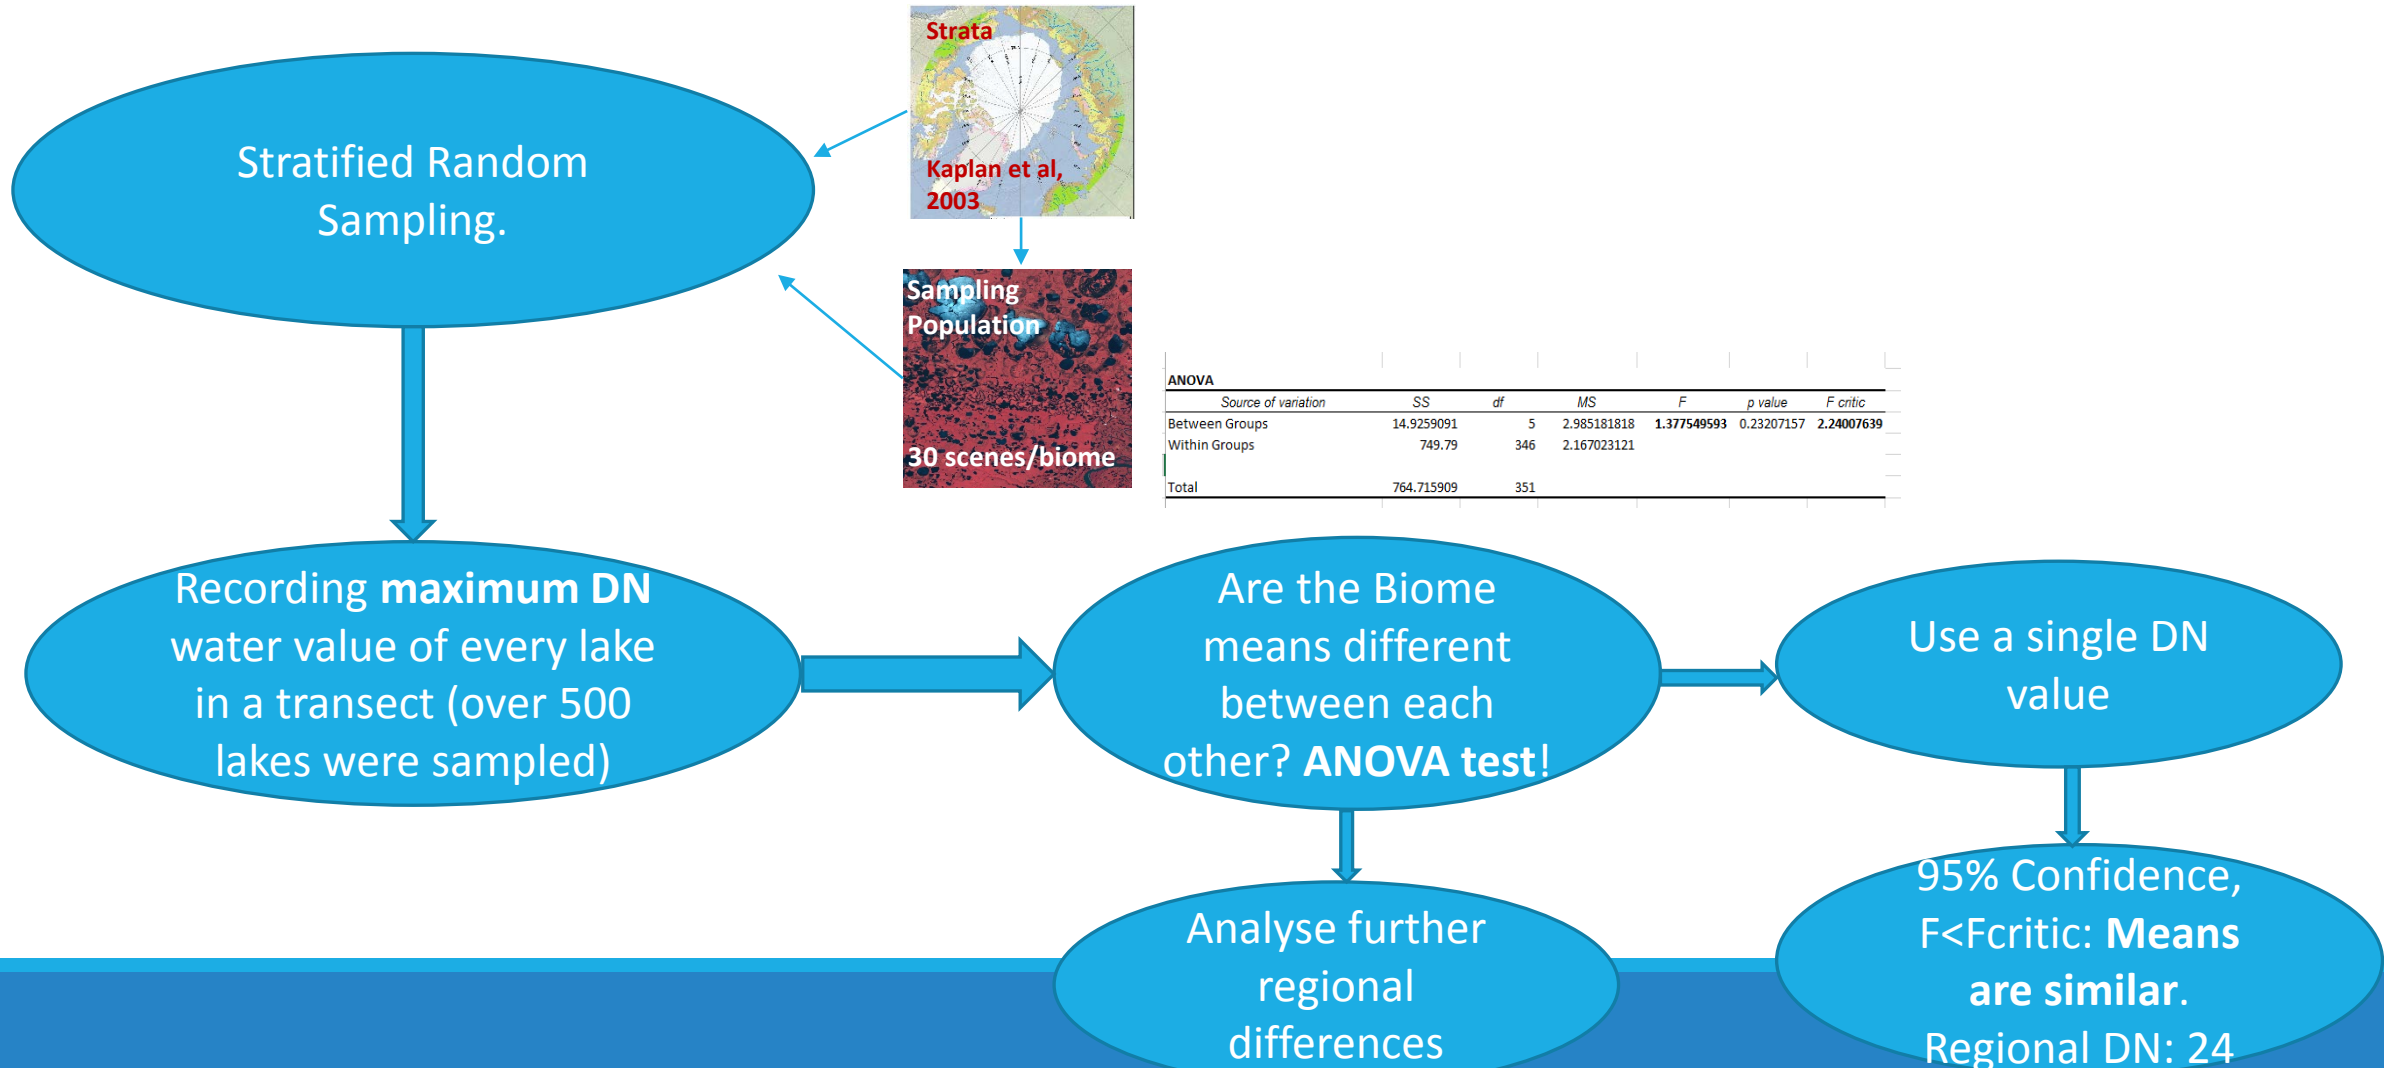 Strata
Kaplan et al,
2003
Stratified Random
Sampling.
Sampling
Population
30 scenes/biome
ANOVA
Source of variation SS df MS F p value F critic
Between Groups 14.9259091 5 2.985181818 1.377549593 0.23207157 2.24007639
Within Groups 749.79 346 2.167023121
Total 764.715909 351
Recording maximum DN
water value of every lake
in a transect (over 500
lakes were sampled)
Are the Biome
means different
between each
other? ANOVA test!
Use a single DN
value
Analyse further
regional
differences
95% Confidence,
F<Fcritic: Means
are similar.
Regional DN: 24